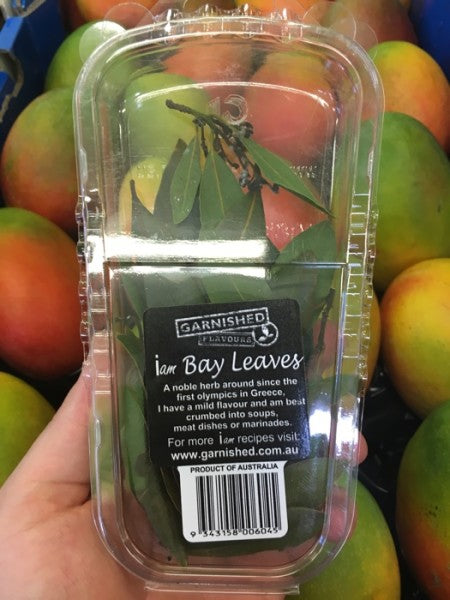 GARNISHED
FLAVOURS
iam Bay Leaves
A noble herb around since the
first olympics in Greece,
I have a mild flavour and am best
crumbed into soups,
meat dishes or marinades.
For more iam recipes visit:
www.garnished.com.au
PRODUCT OF AUSTRALIA
9 343158 006045